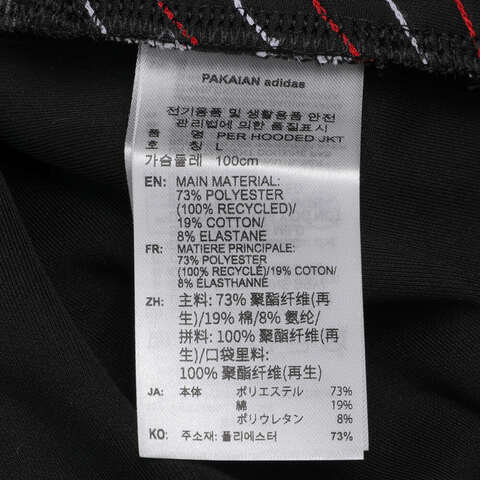 PAKAIAN adidas
전기용품 및 생활용품 안전
관리법에 의한 품질표시
품 명 PER HOODED JKT
호 칭 L
가슴둘레 100cm
EN: MAIN MATERIAL:
73% POLYESTER
(100% RECYCLED)/
19% COTTON/
8% ELASTANE
FR: MATIERE PRINCIPALE:
73% POLYESTER
(100% RECYCLÉ)/19% COTON/
8% ÉLASTHANNE
ZH: 主料: 73% 聚酯纤维(再
生)/19% 棉/8% 氨纶/
拼料: 100% 聚酯纤维(再
生)/口袋里料:
100% 聚酯纤维(再生)
JA: 本体 ポリエステル 73%
綿 19%
ポリウレタン 8%
KO: 주소재: 폴리에스터 73%